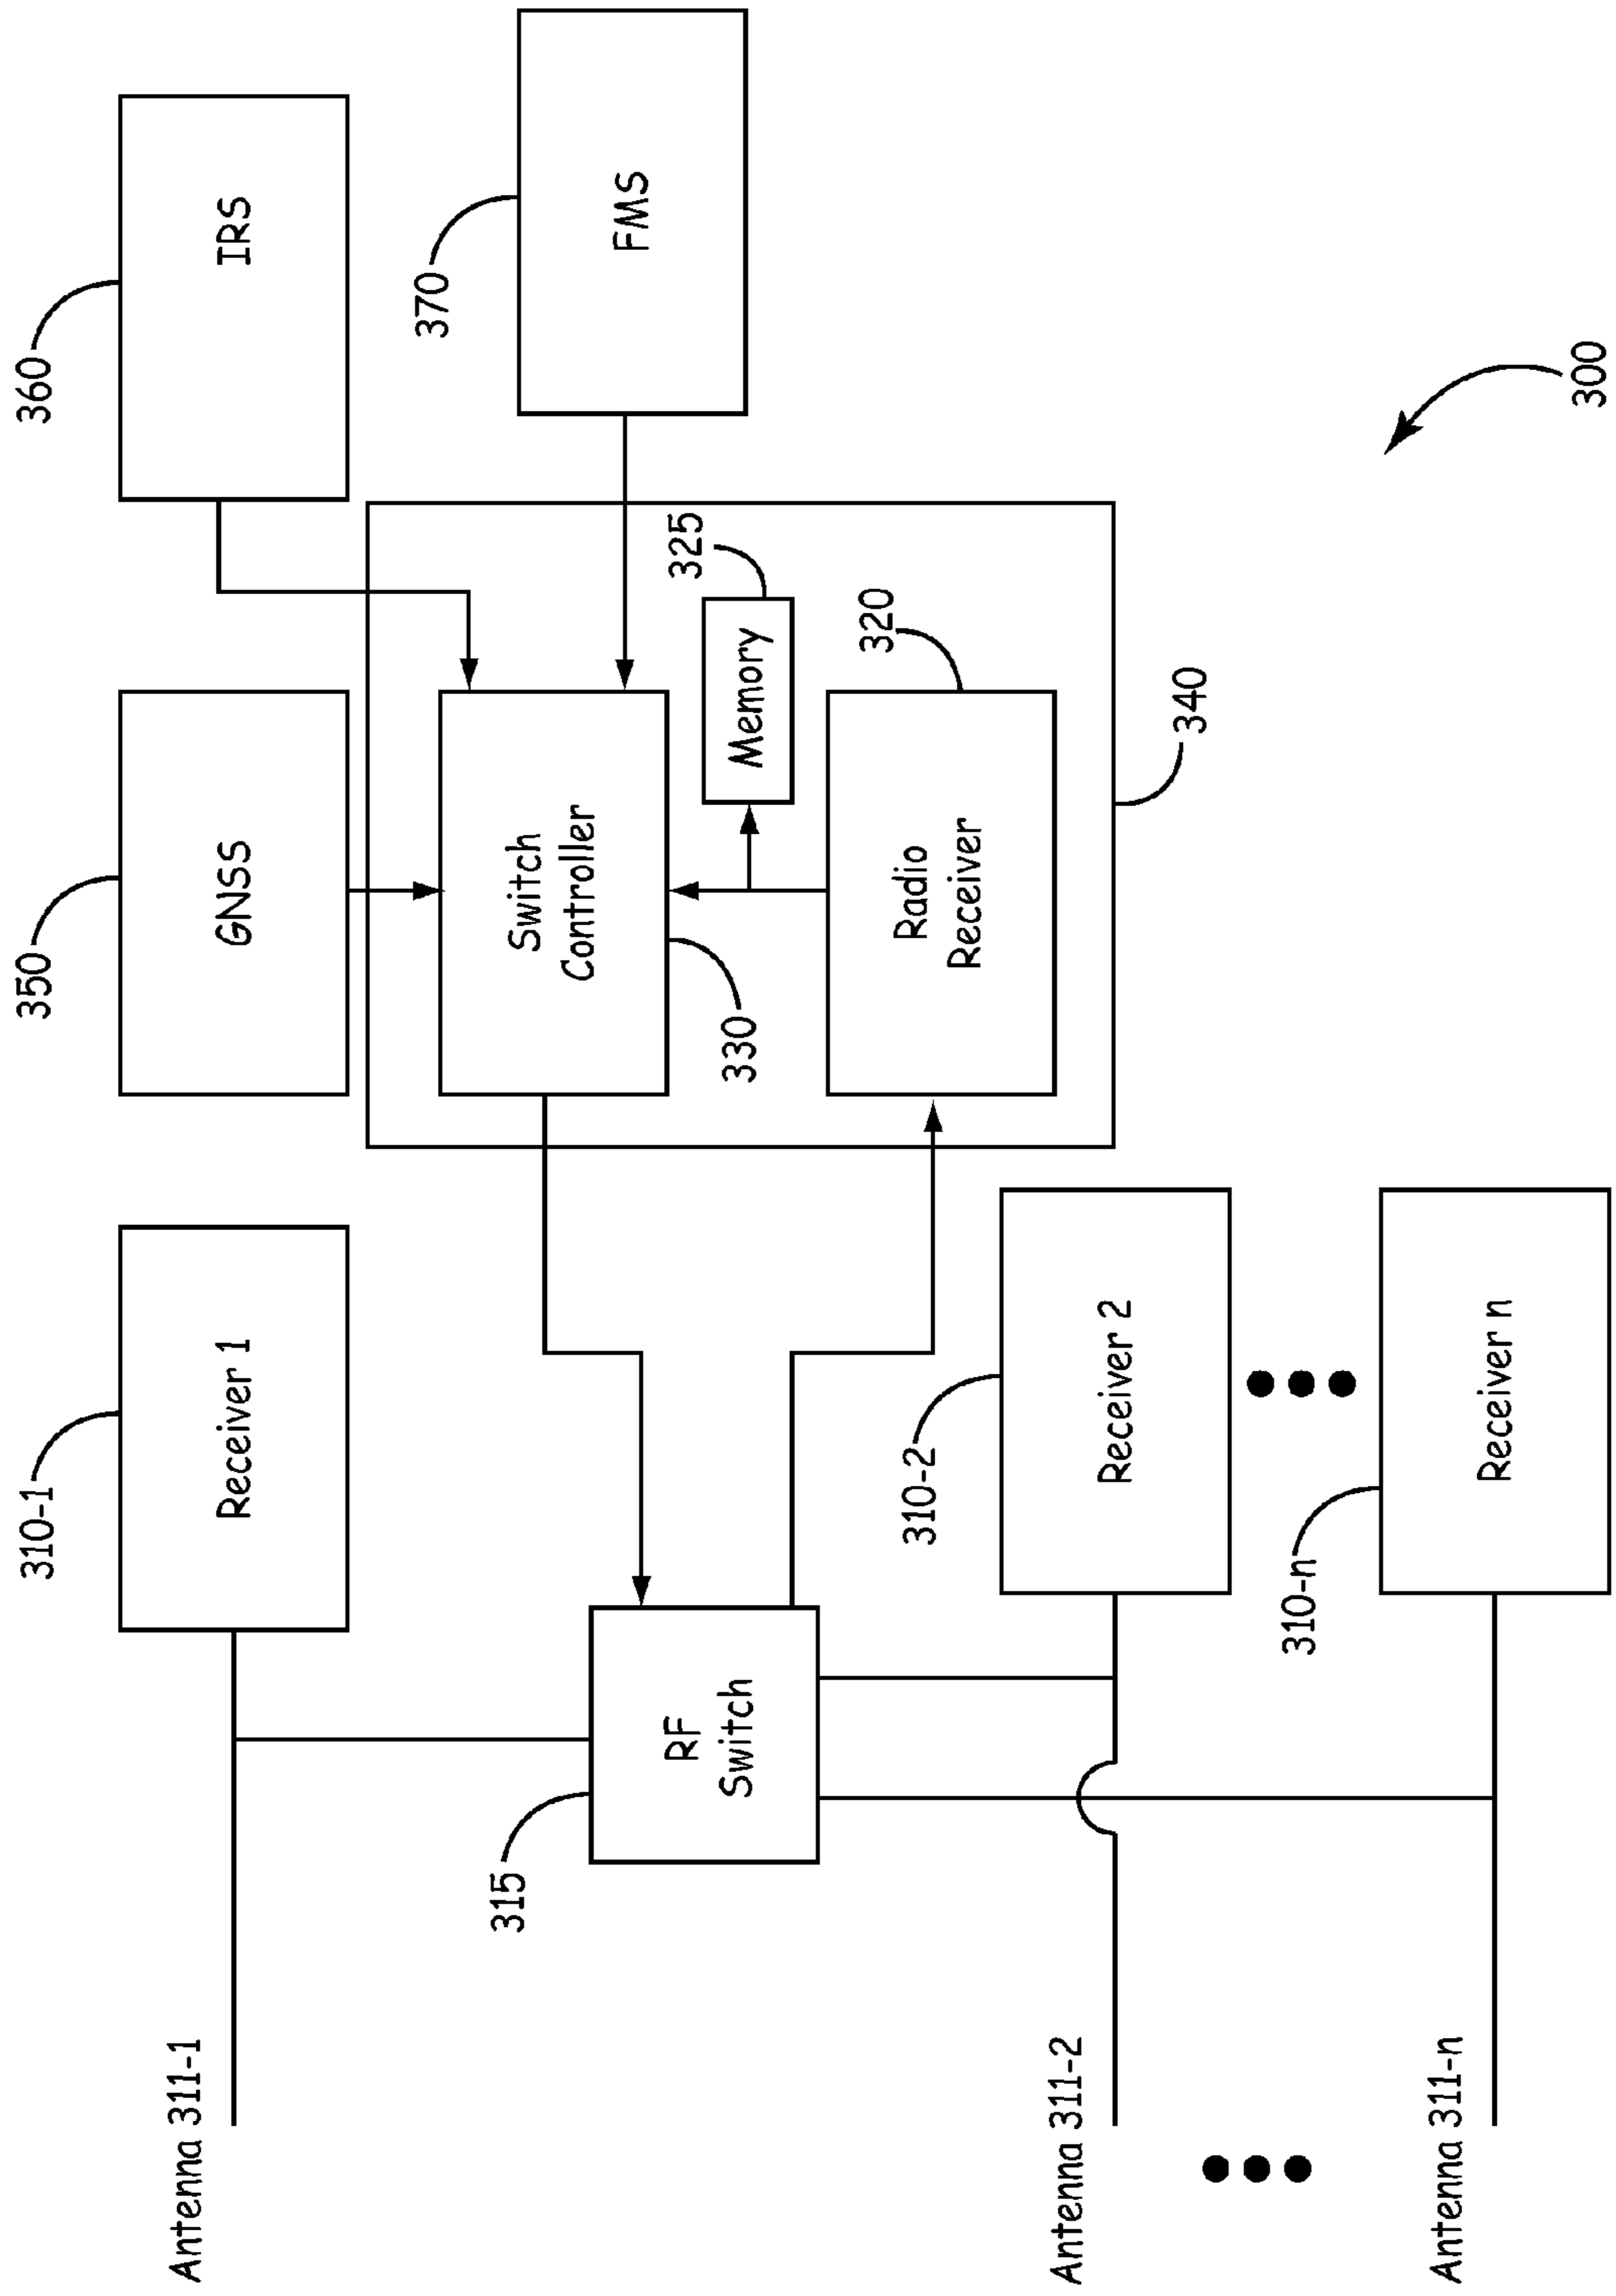 310-1
Receiver 1
350
GNSS
360
IRS
Antenna 311-1
315
RF
Switch
Switch
Controller
330
370
FMS
325
Memory
320
Radio
Receiver
340
Antenna 311-2
310-2
Receiver 2
Antenna 311-n
310-n
Receiver n
300